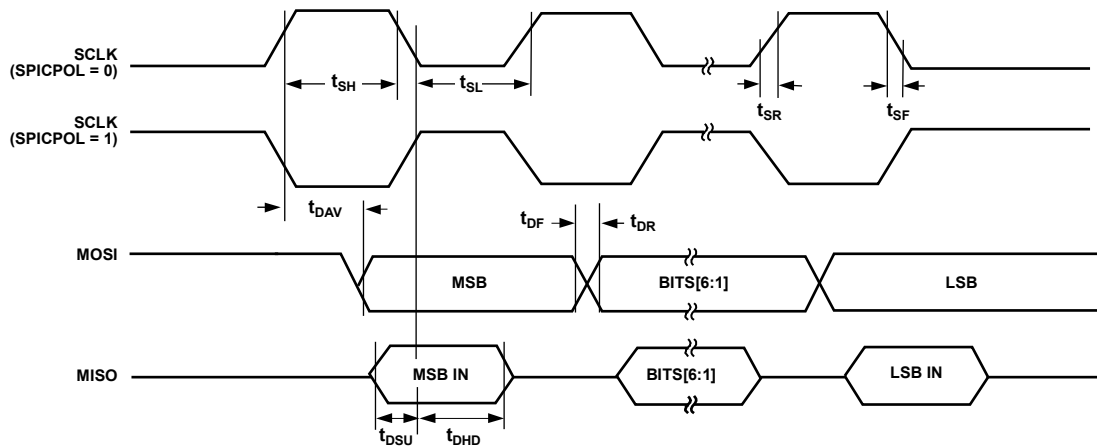 SCLK
(SPICPOL = 0)
tSH
tSL
tSR
tSF
SCLK
(SPICPOL = 1)
tDAV
tDF
tDR
MOSI
MSB
BITS[6:1]
LSB
MISO
MSB IN
BITS[6:1]
LSB IN
tDSU
tDHD